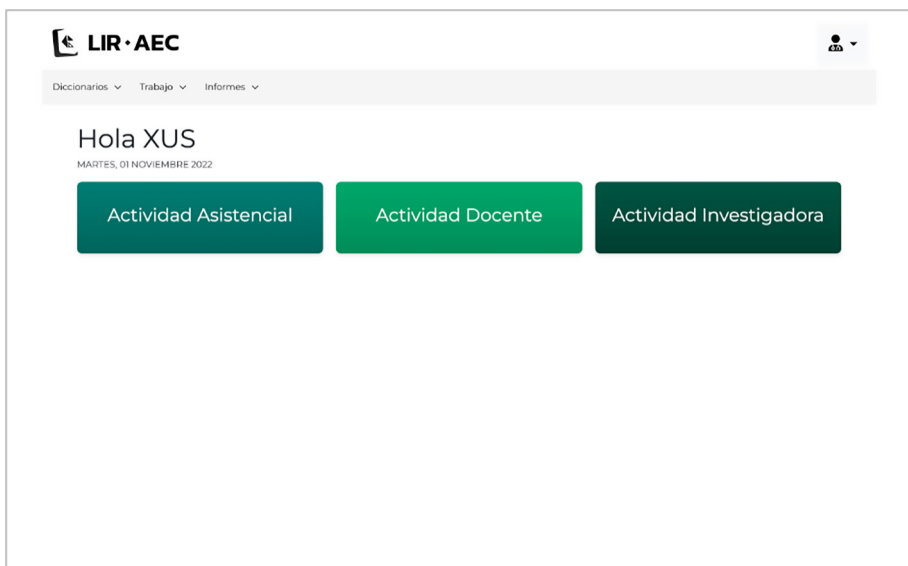 LIR·AEC
Diccionarios Trabajo Informes
Hola XUS
MARTES, 01 NOVIEMBRE 2022
Actividad Asistencial Actividad Docente Actividad Investigadora